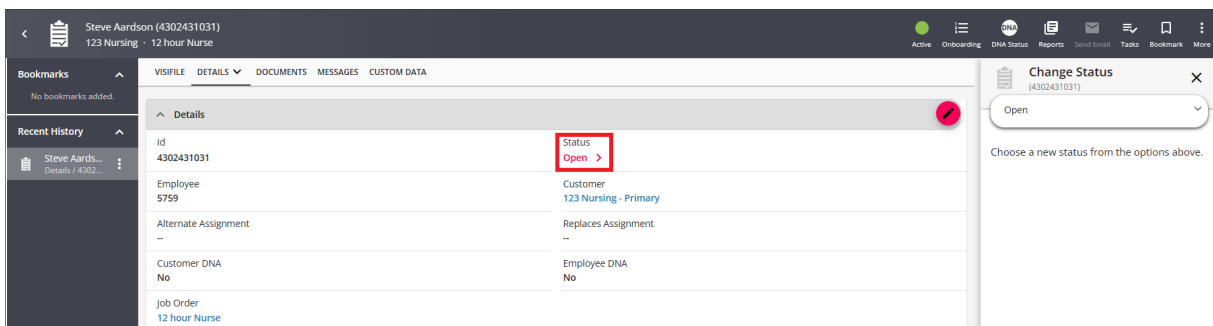 Steve Aardson (4302431031)
123 Nursing · 12 hour Nurse
Active Onboarding DNA Status Reports Send Email Tasks Bookmark More
DNA
Bookmarks
No bookmarks added.
Recent History
Steve Aards...
Details / 4302...
VISIFILE DETAILS DOCUMENTS MESSAGES CUSTOM DATA
Details
Id
4302431031
Status
Open
Employee
5759
Customer
123 Nursing - Primary
Alternate Assignment
--
Replaces Assignment
--
Customer DNA
No
Employee DNA
No
Job Order
12 hour Nurse
Change Status
(4302431031)
Open
Choose a new status from the options above.